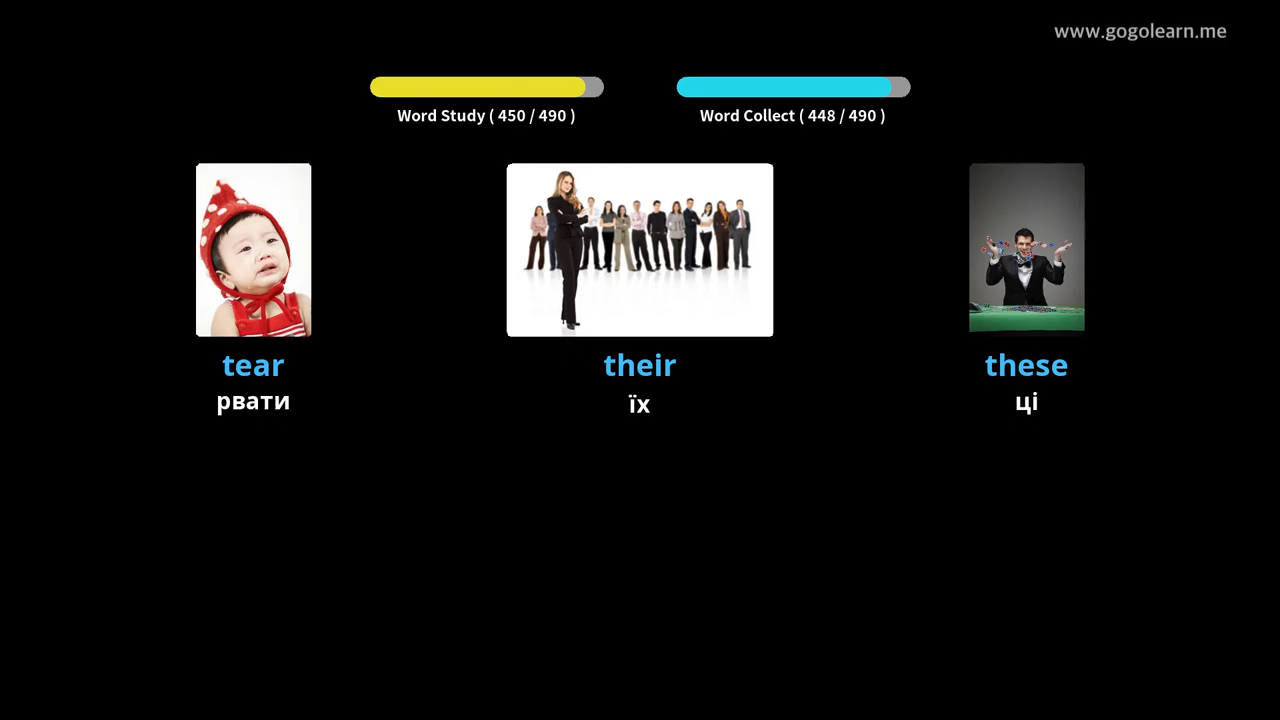 www.gogolearn.me
Word Study ( 450 / 490 )
Word Collect ( 448 / 490 )
tear
рвати
their
їх
these
ці